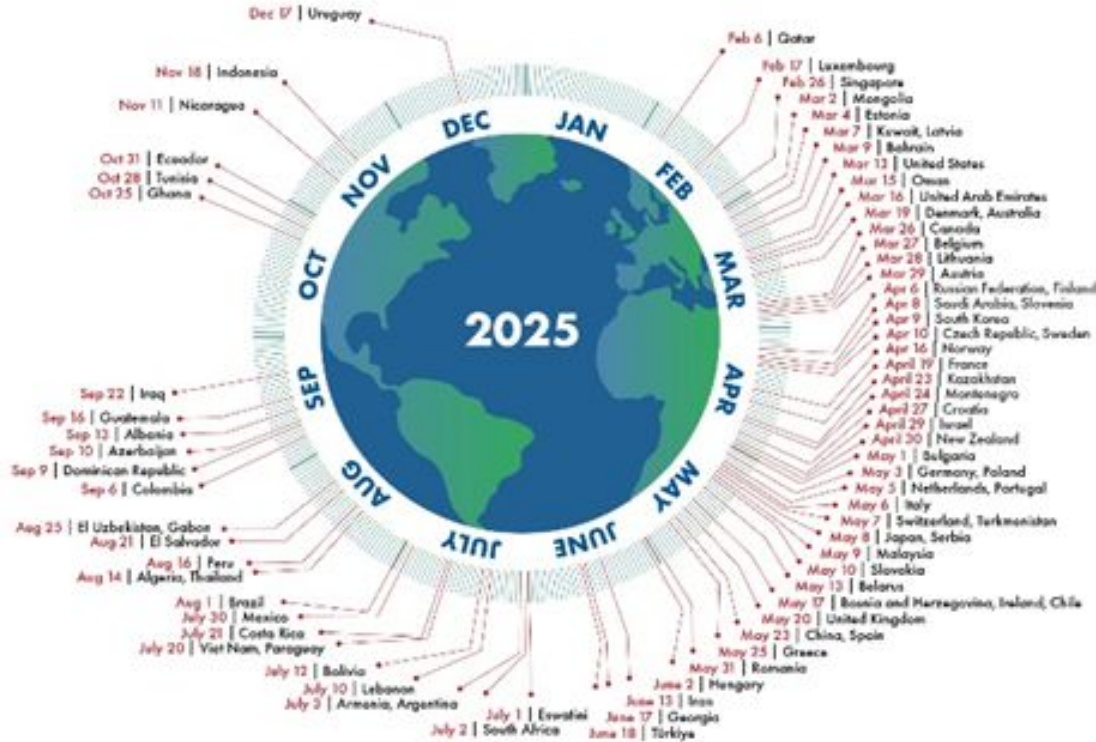 Dec 17 | Uruguay
Nov 18 | Indonesia
Nov 11 | Nicaragua
Oct 31 | Ecuador
Oct 28 | Tunisia
Oct 25 | Ghana
Sep 22 | Iraq
Sep 16 | Guatemala
Sep 13 | Albania
Sep 10 | Azerbaijan
Sep 9 | Dominican Republic
Sep 6 | Colombia
Aug 25 | El Uzbekistan, Gabon
Aug 21 | El Salvador
Aug 16 | Peru
Aug 14 | Algeria, Thailand
Aug 1 | Brazil
July 30 | Mexico
July 21 | Costa Rica
July 20 | Viet Nam, Paraguay
July 12 | Bolivia
July 10 | Lebanon
July 3 | Armenia, Argentina
July 1 | Eswatini
July 2 | South Africa
Feb 6 | Qatar
Feb 17 | Luxembourg
Feb 26 | Singapore
Mar 2 | Mongolia
Mar 4 | Estonia
Mar 7 | Kuwait, Latvia
Mar 9 | Bahrain
Mar 13 | United States
Mar 15 | Oman
Mar 16 | United Arab Emirates
Mar 19 | Denmark, Australia
Mar 26 | Canada
Mar 27 | Belgium
Mar 28 | Lithuania
Mar 29 | Austria
Apr 6 | Russian Federation, Finland
Apr 8 | Saudi Arabia, Slovenia
Apr 9 | South Korea
Apr 10 | Czech Republic, Sweden
Apr 16 | Norway
April 19 | France
April 23 | Kazakhstan
April 24 | Montenegro
April 27 | Croatia
April 29 | Israel
April 30 | New Zealand
May 1 | Bulgaria
May 3 | Germany, Poland
May 5 | Netherlands, Portugal
May 6 | Italy
May 7 | Switzerland, Turkmenistan
May 8 | Japan, Serbia
May 9 | Malaysia
May 10 | Slovakia
May 13 | Belarus
May 17 | Bosnia and Herzegovina, Ireland, Chile
May 20 | United Kingdom
May 23 | China, Spain
May 25 | Greece
May 31 | Romania
June 2 | Hungary
June 13 | Iran
June 17 | Georgia
June 18 | Türkiye
JAN
FEB
MAR
APR
MAY
JUNE
JULY
AUG
SEP
OCT
NOV
DEC
2025